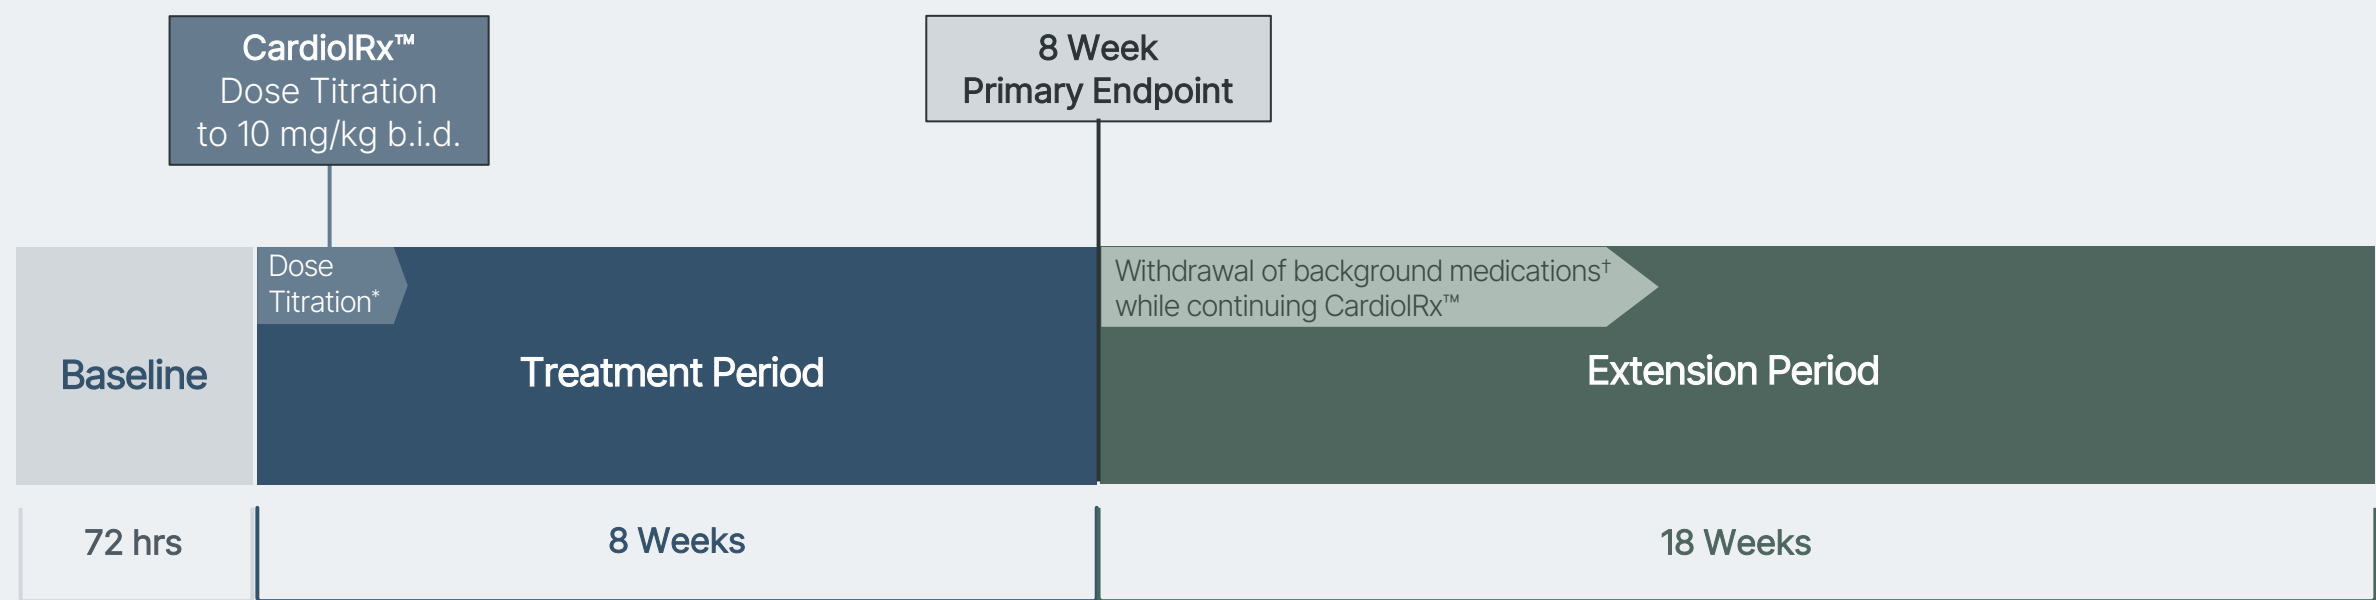 CardiolRx™
Dose Titration
to 10 mg/kg b.i.d.
8 Week
Primary Endpoint
Dose
Titration*
Withdrawal of background medications†
while continuing CardiolRx™
Baseline
Treatment Period
Extension Period
72 hrs
8 Weeks
18 Weeks